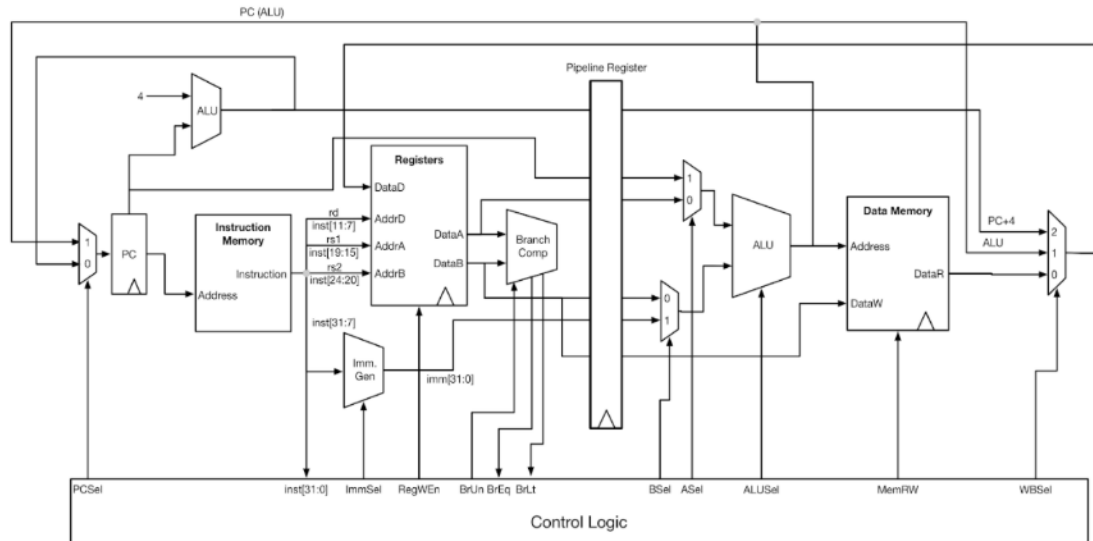 PC (ALU)
Pipeline Register
4
ALU
Registers
DataD
AddrD
AddrA
AddrB
DataA
DataB
rd
inst[11:7]
rs1
inst[19:15]
rs2
inst[24:20]
Branch
Comp
1
0
PC
Instruction
Memory
Instruction
Address
inst[31:7]
Imm.
Gen
imm[31:0]
1
0
0
1
ALU
Data Memory
Address
DataR
DataW
PC+4
ALU
2
1
0
PCSel
inst[31:0]
ImmSel
RegWEn
BrUn
BrEq
BrLt
BSel
ASel
ALUSel
MemRW
WBSel
Control Logic